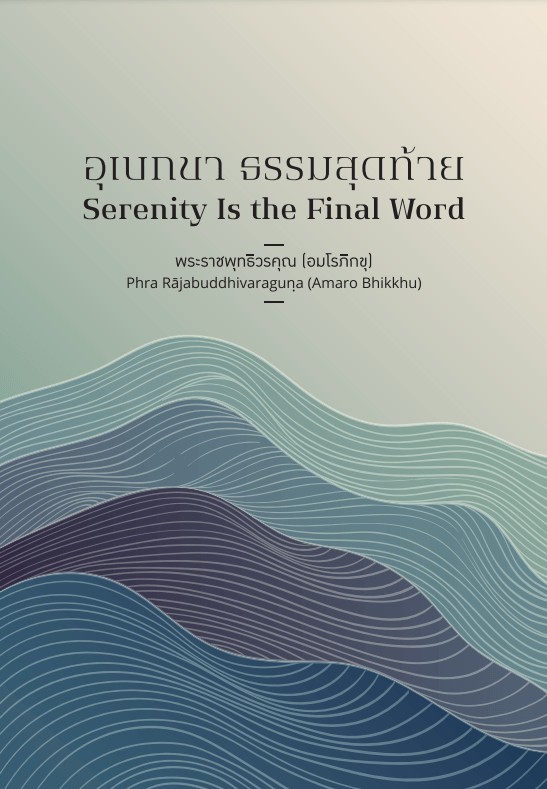 อุเบกขา ธรรมสุดท้าย
Serenity Is the Final Word
พระราชพุทธิวรคุณ (อมโรภิกขุ)
Phra Rājabuddhivaraguṇa (Amaro Bhikkhu)